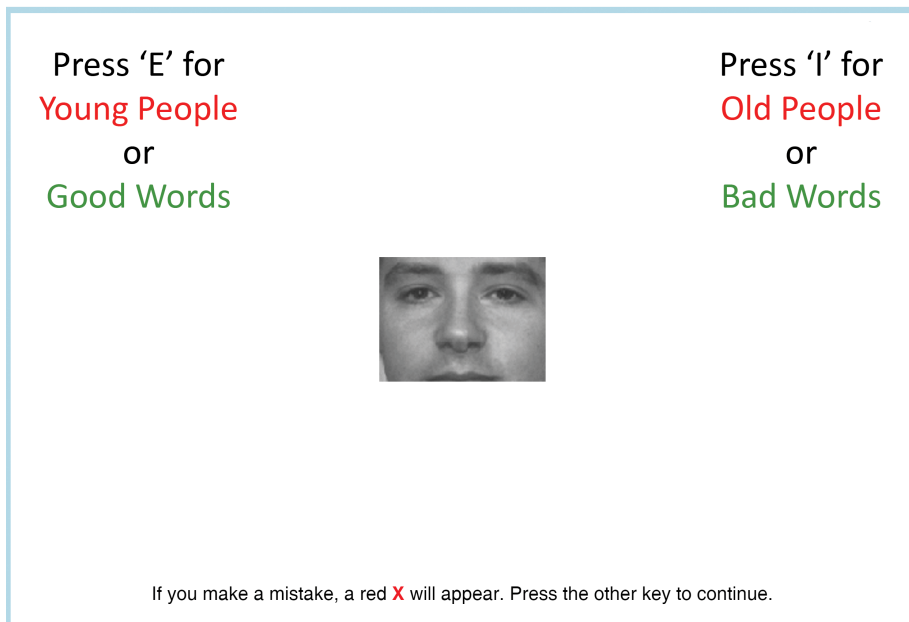 Press ‘E’ for
Young People
or
Good Words
Press ‘I’ for
Old People
or
Bad Words
If you make a mistake, a red X will appear. Press the other key to continue.